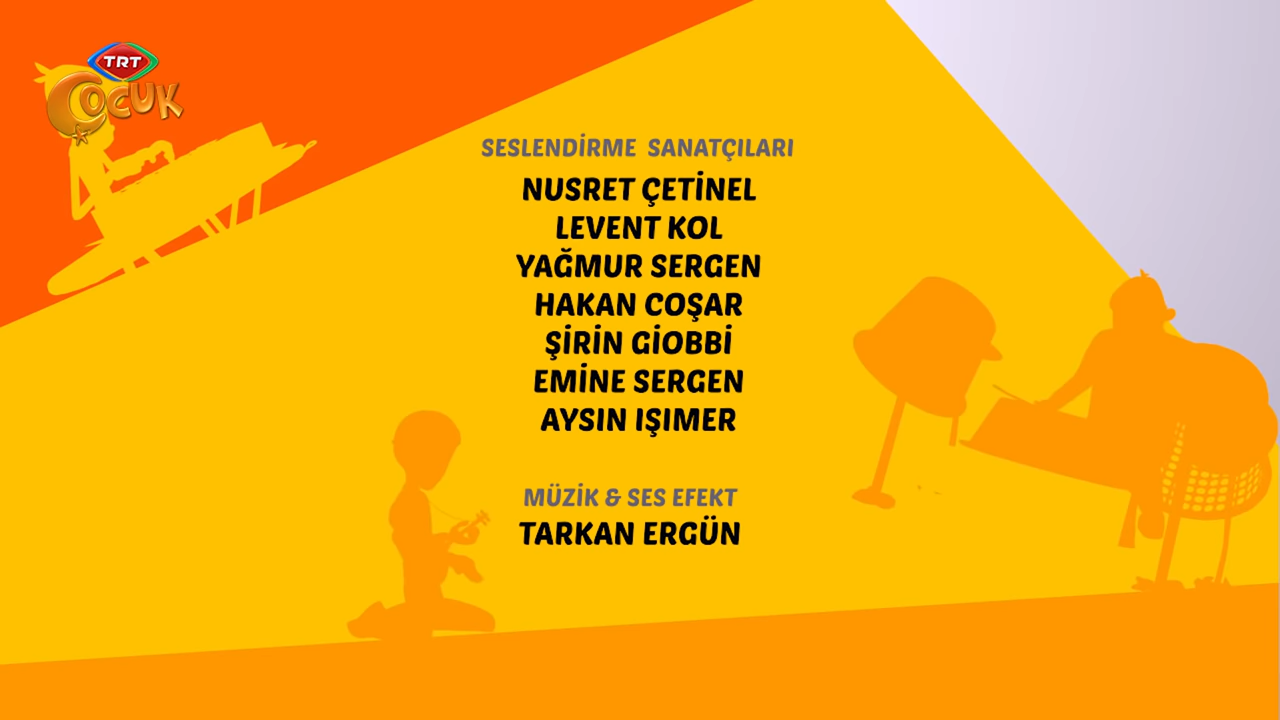 TRT
ÇOCUK
SESLENDİRME SANATÇILARI
NUSRET ÇETİNEL
LEVENT KOL
YAĞMUR SERGEN
HAKAN COŞAR
ŞİRİN GİOBBİ
EMİNE SERGEN
AYSIN IŞIMER
MÜZİK & SES EFEKT
TARKAN ERGÜN